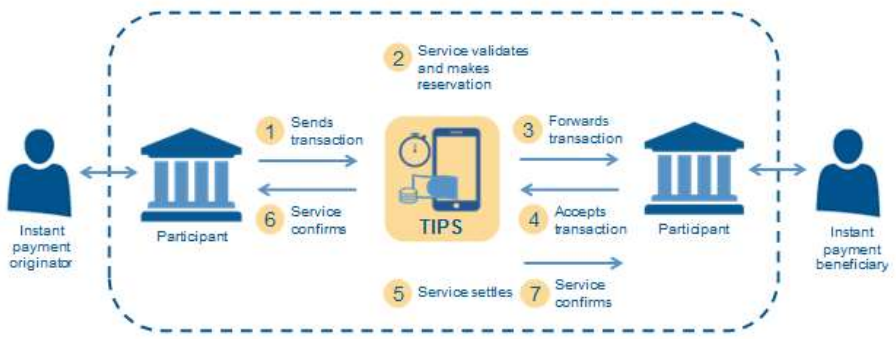 2 Service validates
and makes
reservation
1 Sends
transaction
3 Forwards
transaction
6 Service
confirms
TIPS
4 Accepts
transaction
Instant
payment
originator
Participant
Participant
Instant
payment
beneficiary
5 Service settles
7 Service
confirms